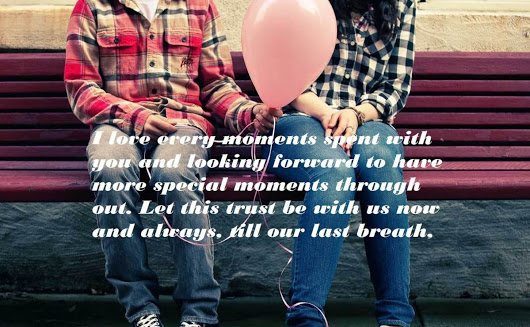 I love every moments spent with
you and looking forward to have
more special moments through
out. Let this trust be with us now
and always, till our last breath,